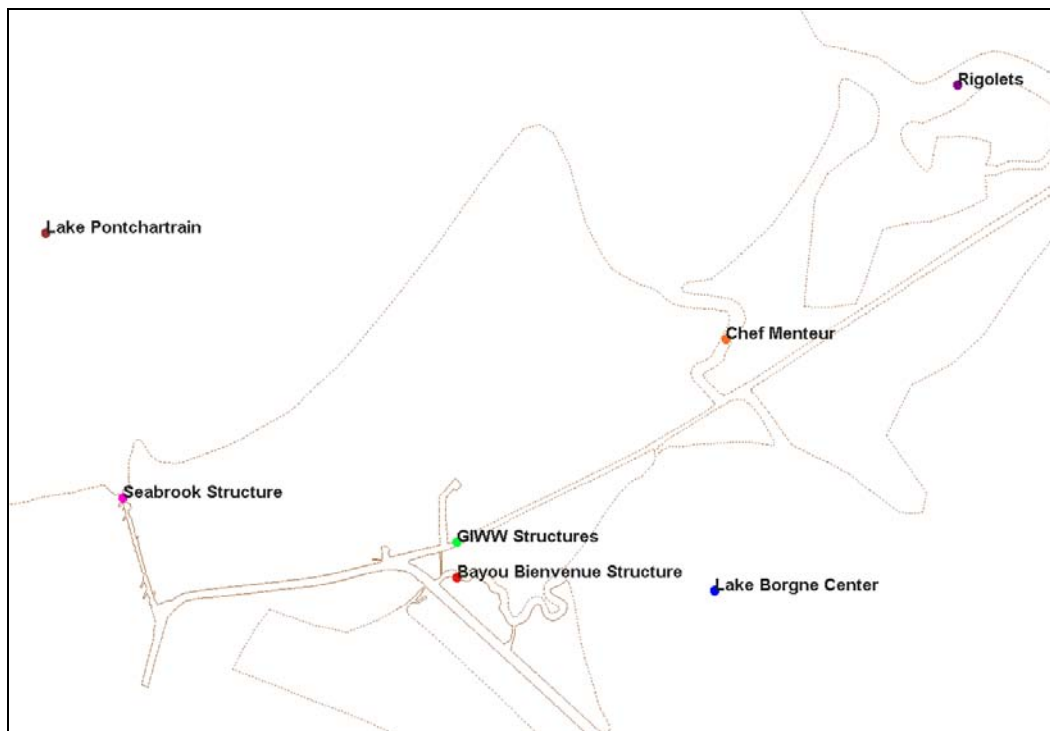 Rigolets
Lake Pontchartrain
Chef Menteur
Seabrook Structure
GIWW Structures
Bayou Bienvenue Structure
Lake Borgne Center